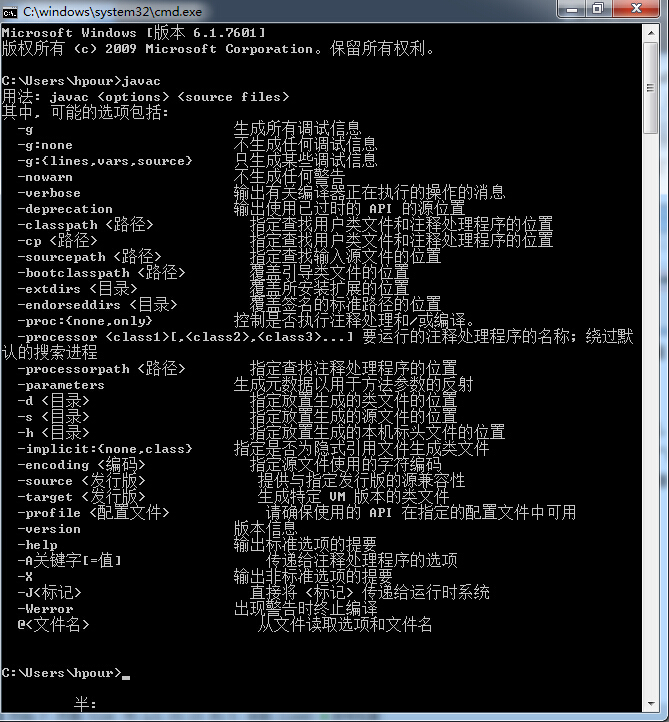 C:\windows\system32\cmd.exe
Microsoft Windows [版本 6.1.7601]
版权所有 (c) 2009 Microsoft Corporation。保留所有权利。
C:\Users\hpour>javac
用法: javac <options> <source files>
其中, 可能的选项包括:
-g 生成所有调试信息
-g:none 不生成任何调试信息
-g:{lines,vars,source} 只生成某些调试信息
-nowarn 不生成任何警告
-verbose 输出有关编译器正在执行的操作的消息
-deprecation 输出使用已过时的 API 的源位置
-classpath <路径> 指定查找用户类文件和注释处理程序的位置
-cp <路径> 指定查找用户类文件和注释处理程序的位置
-sourcepath <路径> 指定查找输入源文件的位置
-bootclasspath <路径> 覆盖引导类文件的位置
-extdirs <目录> 覆盖所安装扩展的位置
-endorseddirs <目录> 覆盖签名的标准路径的位置
-proc:{none,only} 控制是否执行注释处理和/或编译。
-processor <class1>[,<class2>,<class3>...] 要运行的注释处理程序的名称; 绕过默
认的搜索进程
-processorpath <路径> 指定查找注释处理程序的位置
-parameters 生成元数据以用于方法参数的反射
-d <目录> 指定放置生成的类文件的位置
-s <目录> 指定放置生成的源文件的位置
-h <目录> 指定放置生成的本机标头文件的位置
-implicit:{none,class} 指定是否为隐式引用文件生成类文件
-encoding <编码> 指定源文件使用的字符编码
-source <发行版> 提供与指定发行版的源兼容性
-target <发行版> 生成特定 VM 版本的类文件
-profile <配置文件> 请确保使用的 API 在指定的配置文件中可用
-version 版本信息
-help 输出标准选项的提要
-A关键字[=值] 传递给注释处理程序的选项
-X 输出非标准选项的提要
-J<标记> 直接将 <标记> 传递给运行时系统
-Werror 出现警告时终止编译
@<文件名> 从文件读取选项和文件名
C:\Users\hpour>_
半: